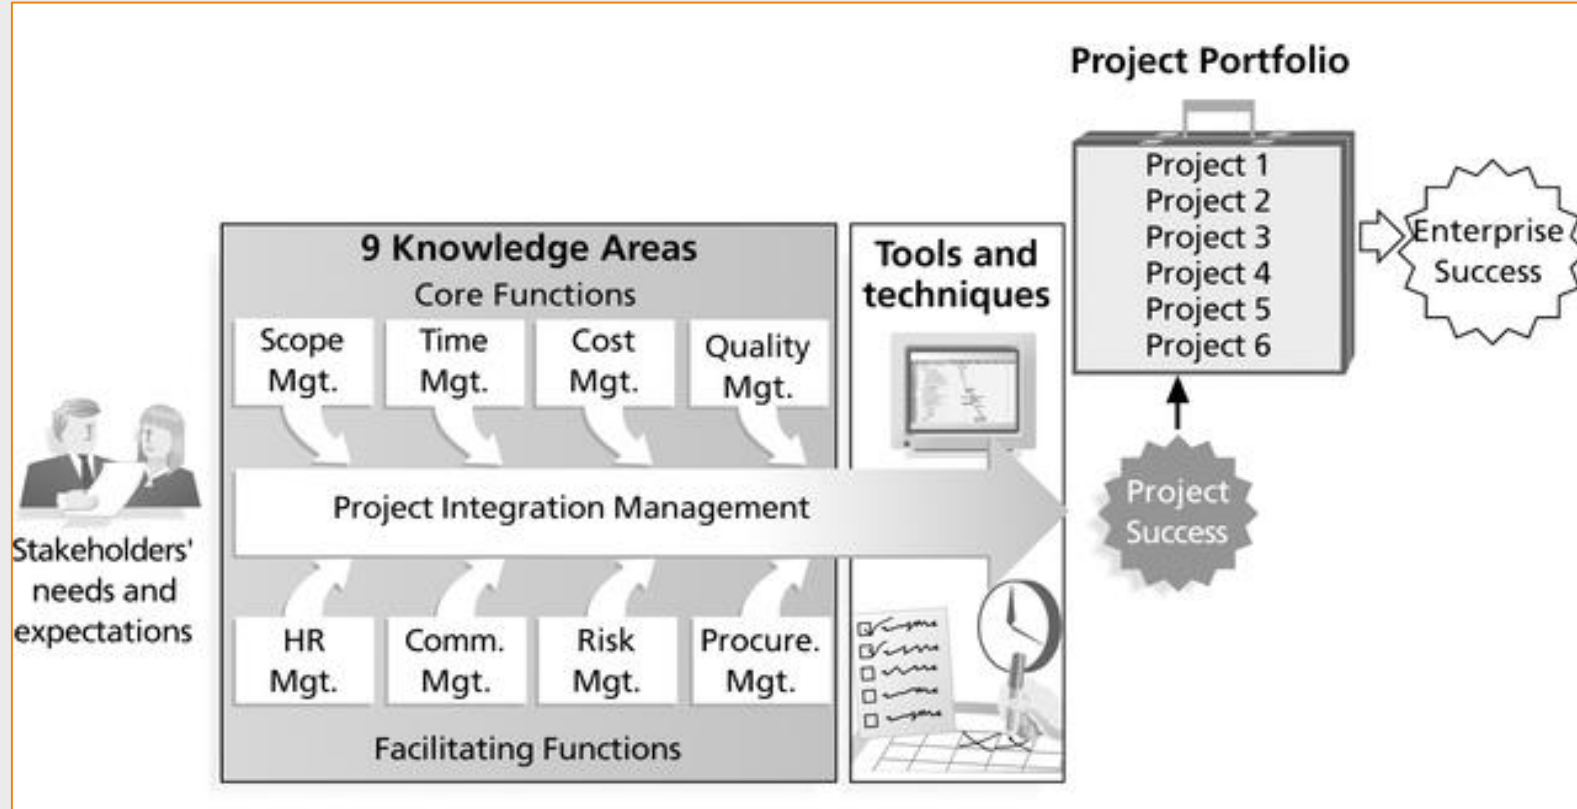 Project Portfolio
Project 1
Project 2
Project 3
Project 4
Project 5
Project 6
Enterprise
Success
9 Knowledge Areas
Core Functions
Scope
Mgt.
Time
Mgt.
Cost
Mgt.
Quality
Mgt.
Tools and
techniques
Project Integration Management
Project
Success
Stakeholders'
needs and
expectations
HR
Mgt.
Comm.
Mgt.
Risk
Mgt.
Procure.
Mgt.
Facilitating Functions